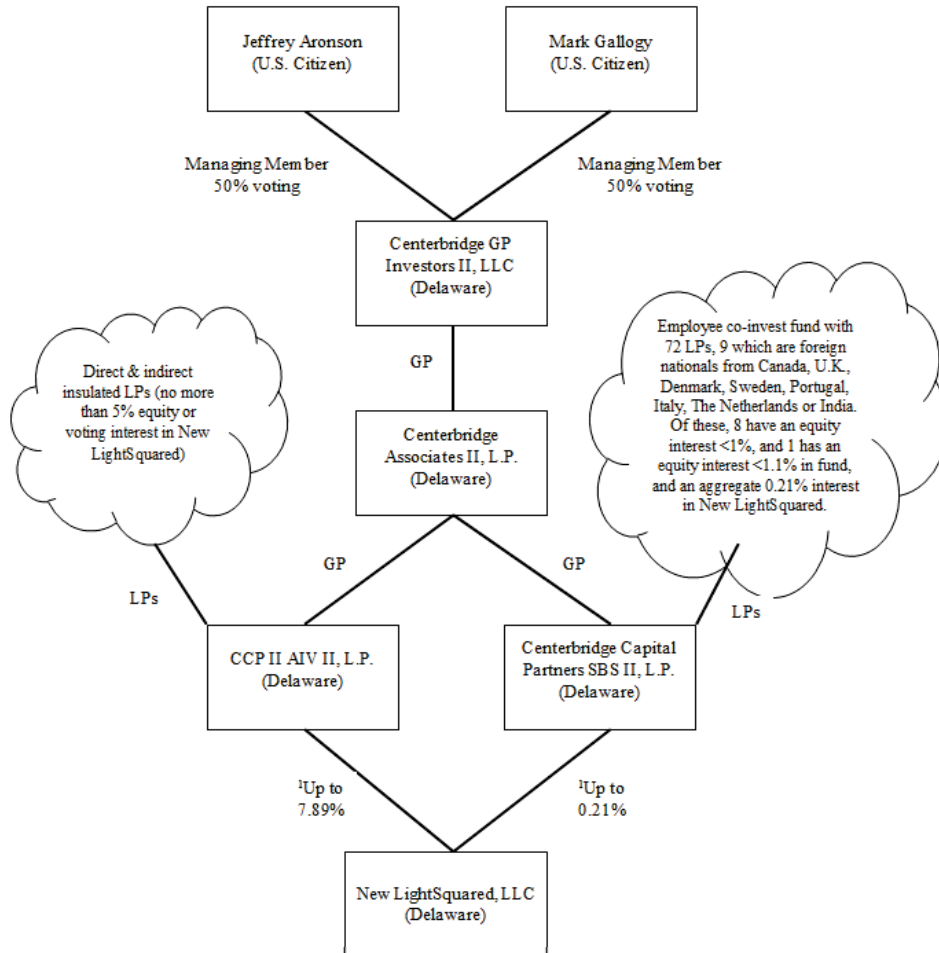 Jeffrey Aronson
(U.S. Citizen)
Mark Gallogy
(U.S. Citizen)
Managing Member
50% voting
Managing Member
50% voting
Centerbridge GP
Investors II, LLC
(Delaware)
Direct & indirect
insulated LPs (no more
than 5% equity or
voting interest in New
LightSquared)
GP
Employee co-invest fund with
72 LPs, 9 which are foreign
nationals from Canada, U.K.,
Denmark, Sweden, Portugal,
Italy, The Netherlands or India.
Of these, 8 have an equity
interest <1%, and 1 has an
equity interest <1.1% in fund,
and an aggregate 0.21% interest
in New LightSquared.
Centerbridge
Associates II, L.P.
(Delaware)
LPs
GP
GP
LPs
CCP II AIV II, L.P.
(Delaware)
Centerbridge Capital
Partners SBS II, L.P.
(Delaware)
¹Up to
7.89%
¹Up to
0.21%
New LightSquared, LLC
(Delaware)